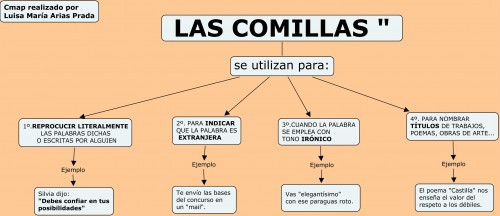 Cmap realizado por
Luisa María Arias Prada
LAS COMILLAS "
se utilizan para:
1º.REPRODUCIR LITERALMENTE
LAS PALABRAS DICHAS
O ESCRITAS POR ALGUIEN
2º. PARA INDICAR
QUE LA PALABRA ES
EXTRANJERA
3º.CUANDO LA PALABRA
SE EMPLEA CON
TONO IRÓNICO
4º. PARA NOMBRAR
TÍTULOS DE TRABAJOS,
POEMAS, OBRAS DE ARTE...
Ejemplo
Ejemplo
Ejemplo
Ejemplo
Silvia dijo:
"Debes confiar en tus
posibilidades"
Te envío las bases
del concurso en
un "mail".
Vas "elegantísimo"
con ese paraguas roto.
El poema "Castilla" nos
enseña el valor del
respeto a los débiles.